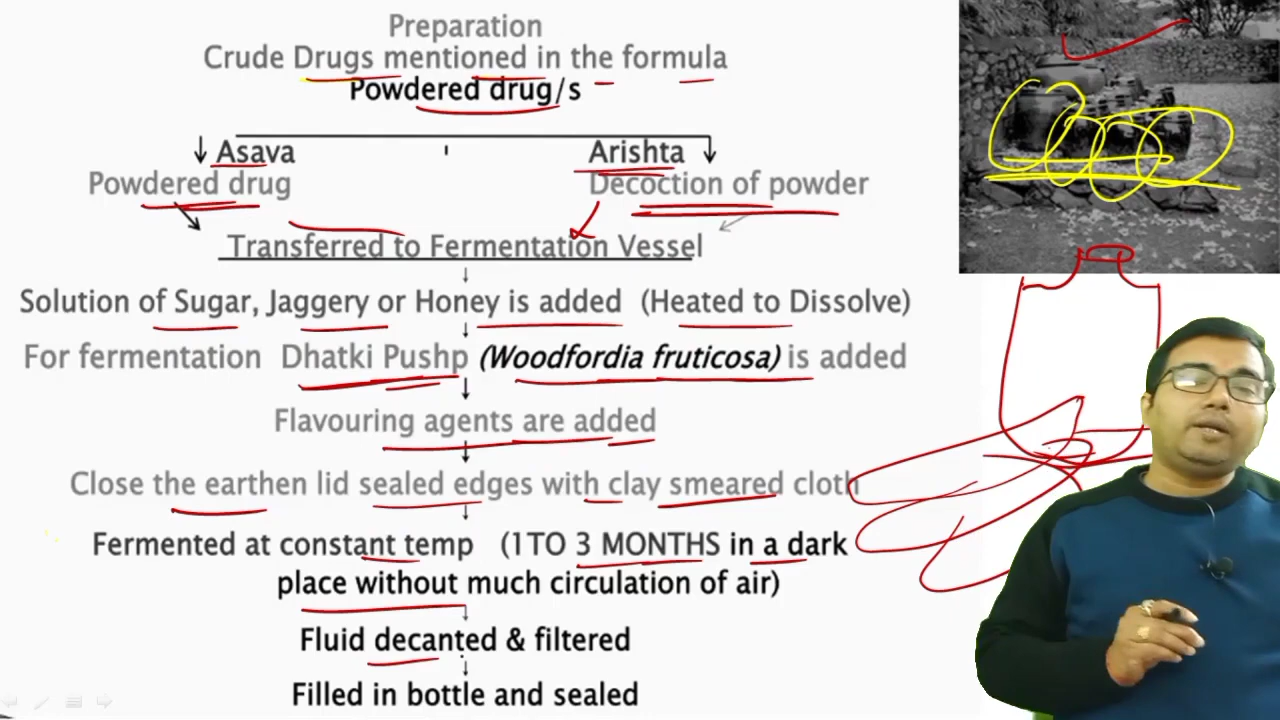 Preparation
Crude Drugs mentioned in the formula
Powdered drug/s
Asava
Arishta
Powdered drug
Decoction of powder
Transferred to Fermentation Vessel
Solution of Sugar, Jaggery or Honey is added (Heated to Dissolve)
For fermentation Dhatki Pushp (Woodfordia fruticosa) is added
Flavouring agents are added
Close the earthen lid sealed edges with clay smeared cloth
Fermented at constant temp (1TO 3 MONTHS in a dark
place without much circulation of air)
Fluid decanted & filtered
Filled in bottle and sealed